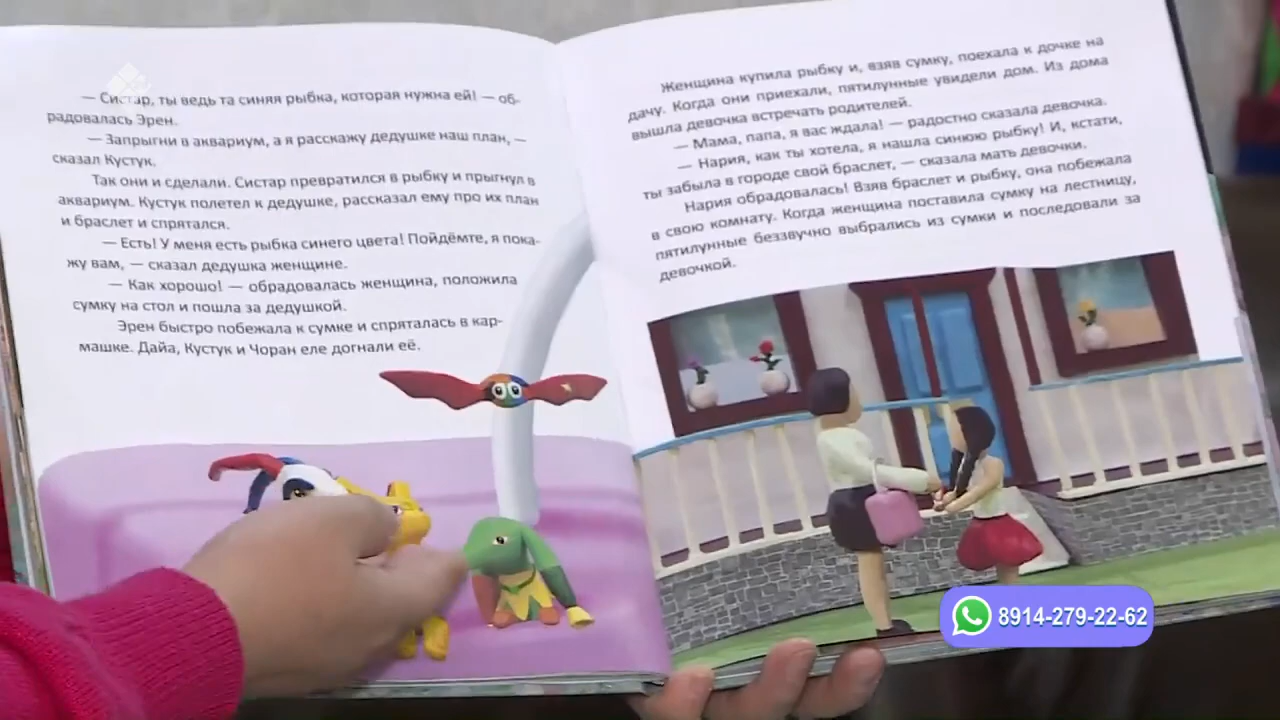 — Систар, ты ведь та синяя рыбка, которая нужна ей! — об-
радовалась Эрен.
— Запрыгни в аквариум, а я расскажу дедушке наш план, —
сказал Кустук.
Так они и сделали. Систар превратился в рыбку и прыгнул в
аквариум. Кустук полетел к дедушке, рассказал ему про их план
и браслет и спрятался.
— Есть! У меня есть рыбка синего цвета! Пойдёмте, я пока-
жу вам, — сказал дедушка женщине.
— Как хорошо! — обрадовалась женщина, положила
сумку на стол и пошла за дедушкой.
Эрен быстро побежала к сумке и спряталась в кар-
машке. Дайа, Кустук и Чоран еле догнали её.
Женщина купила рыбку и, взяв сумку, поехала к дочке на
дачу. Когда они приехали, пятилунные увидели дом. Из дома
вышла девочка встречать родителей.
— Мама, папа, я вас ждала! — радостно сказала девочка.
— Нария, как ты хотела, я нашла синюю рыбку! И, кстати,
ты забыла в городе свой браслет, — сказала мать девочки.
Нария обрадовалась! Взяв браслет и рыбку, она побежала
в свою комнату. Когда женщина поставила сумку на лестницу,
пятилунные беззвучно выбрались из сумки и последовали за
девочкой.
8914-279-22-62